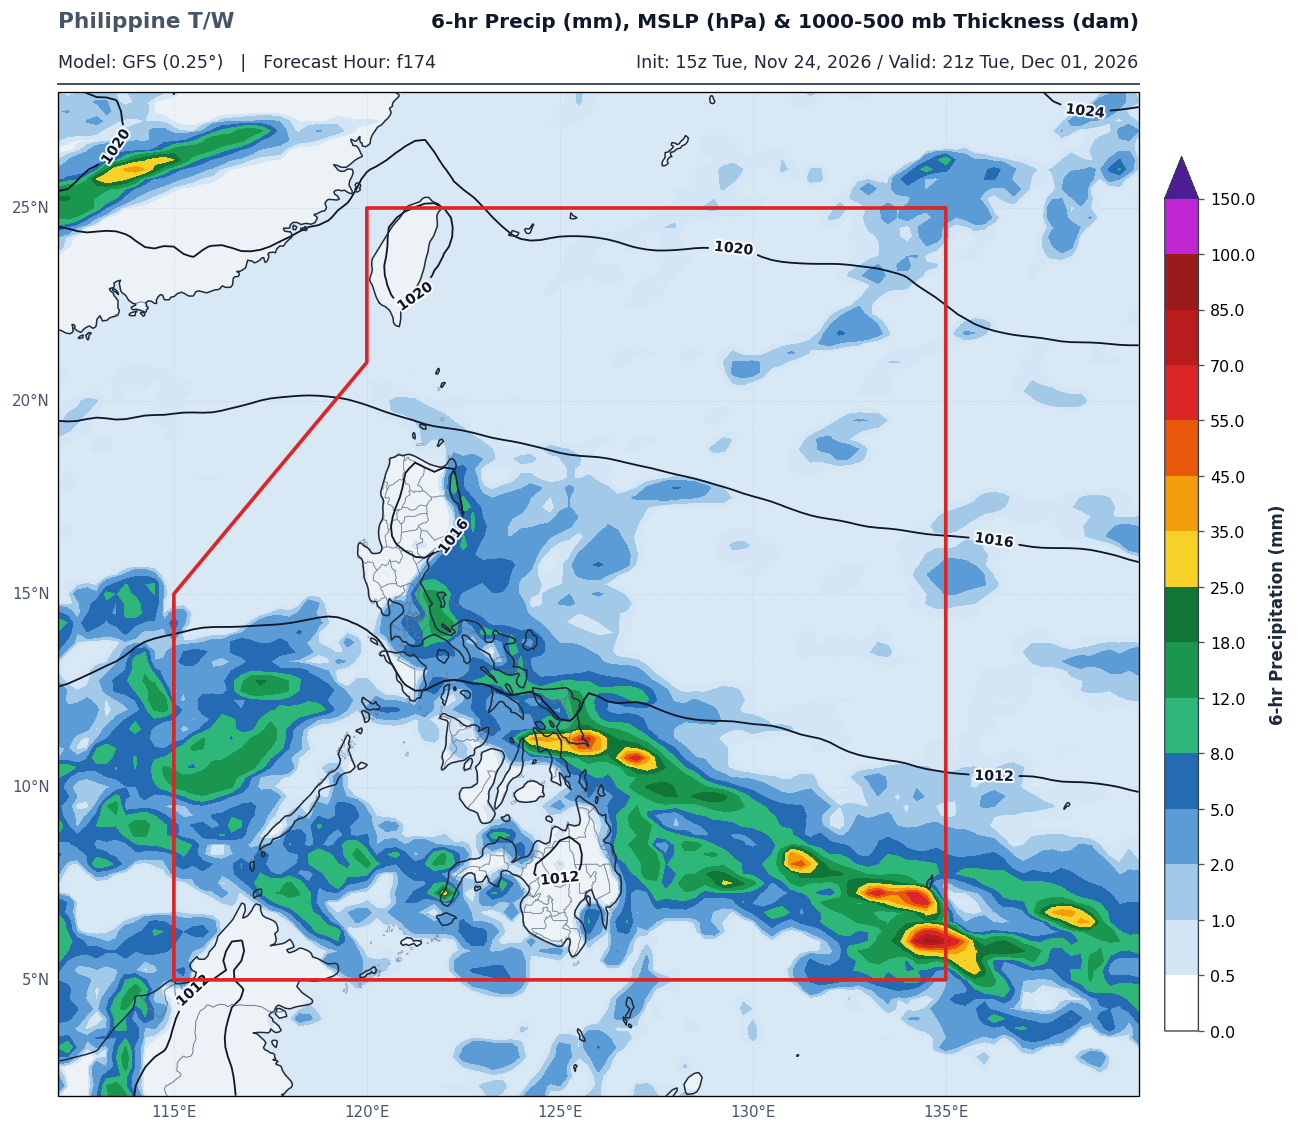 Philippine T/W
6-hr Precip (mm), MSLP (hPa) & 1000-500 mb Thickness (dam)
Model: GFS (0.25°)   |   Forecast Hour: f174
Init: 15z Tue, Nov 24, 2026 / Valid: 21z Tue, Dec 01, 2026
1020
1024
25°N
1020
1020
20°N
1016
1016
15°N
1012
10°N
1012
5°N
1012
115°E
120°E
125°E
130°E
135°E
150.0
100.0
85.0
70.0
55.0
45.0
35.0
25.0
18.0
12.0
8.0
5.0
2.0
1.0
0.5
0.0
6-hr Precipitation (mm)